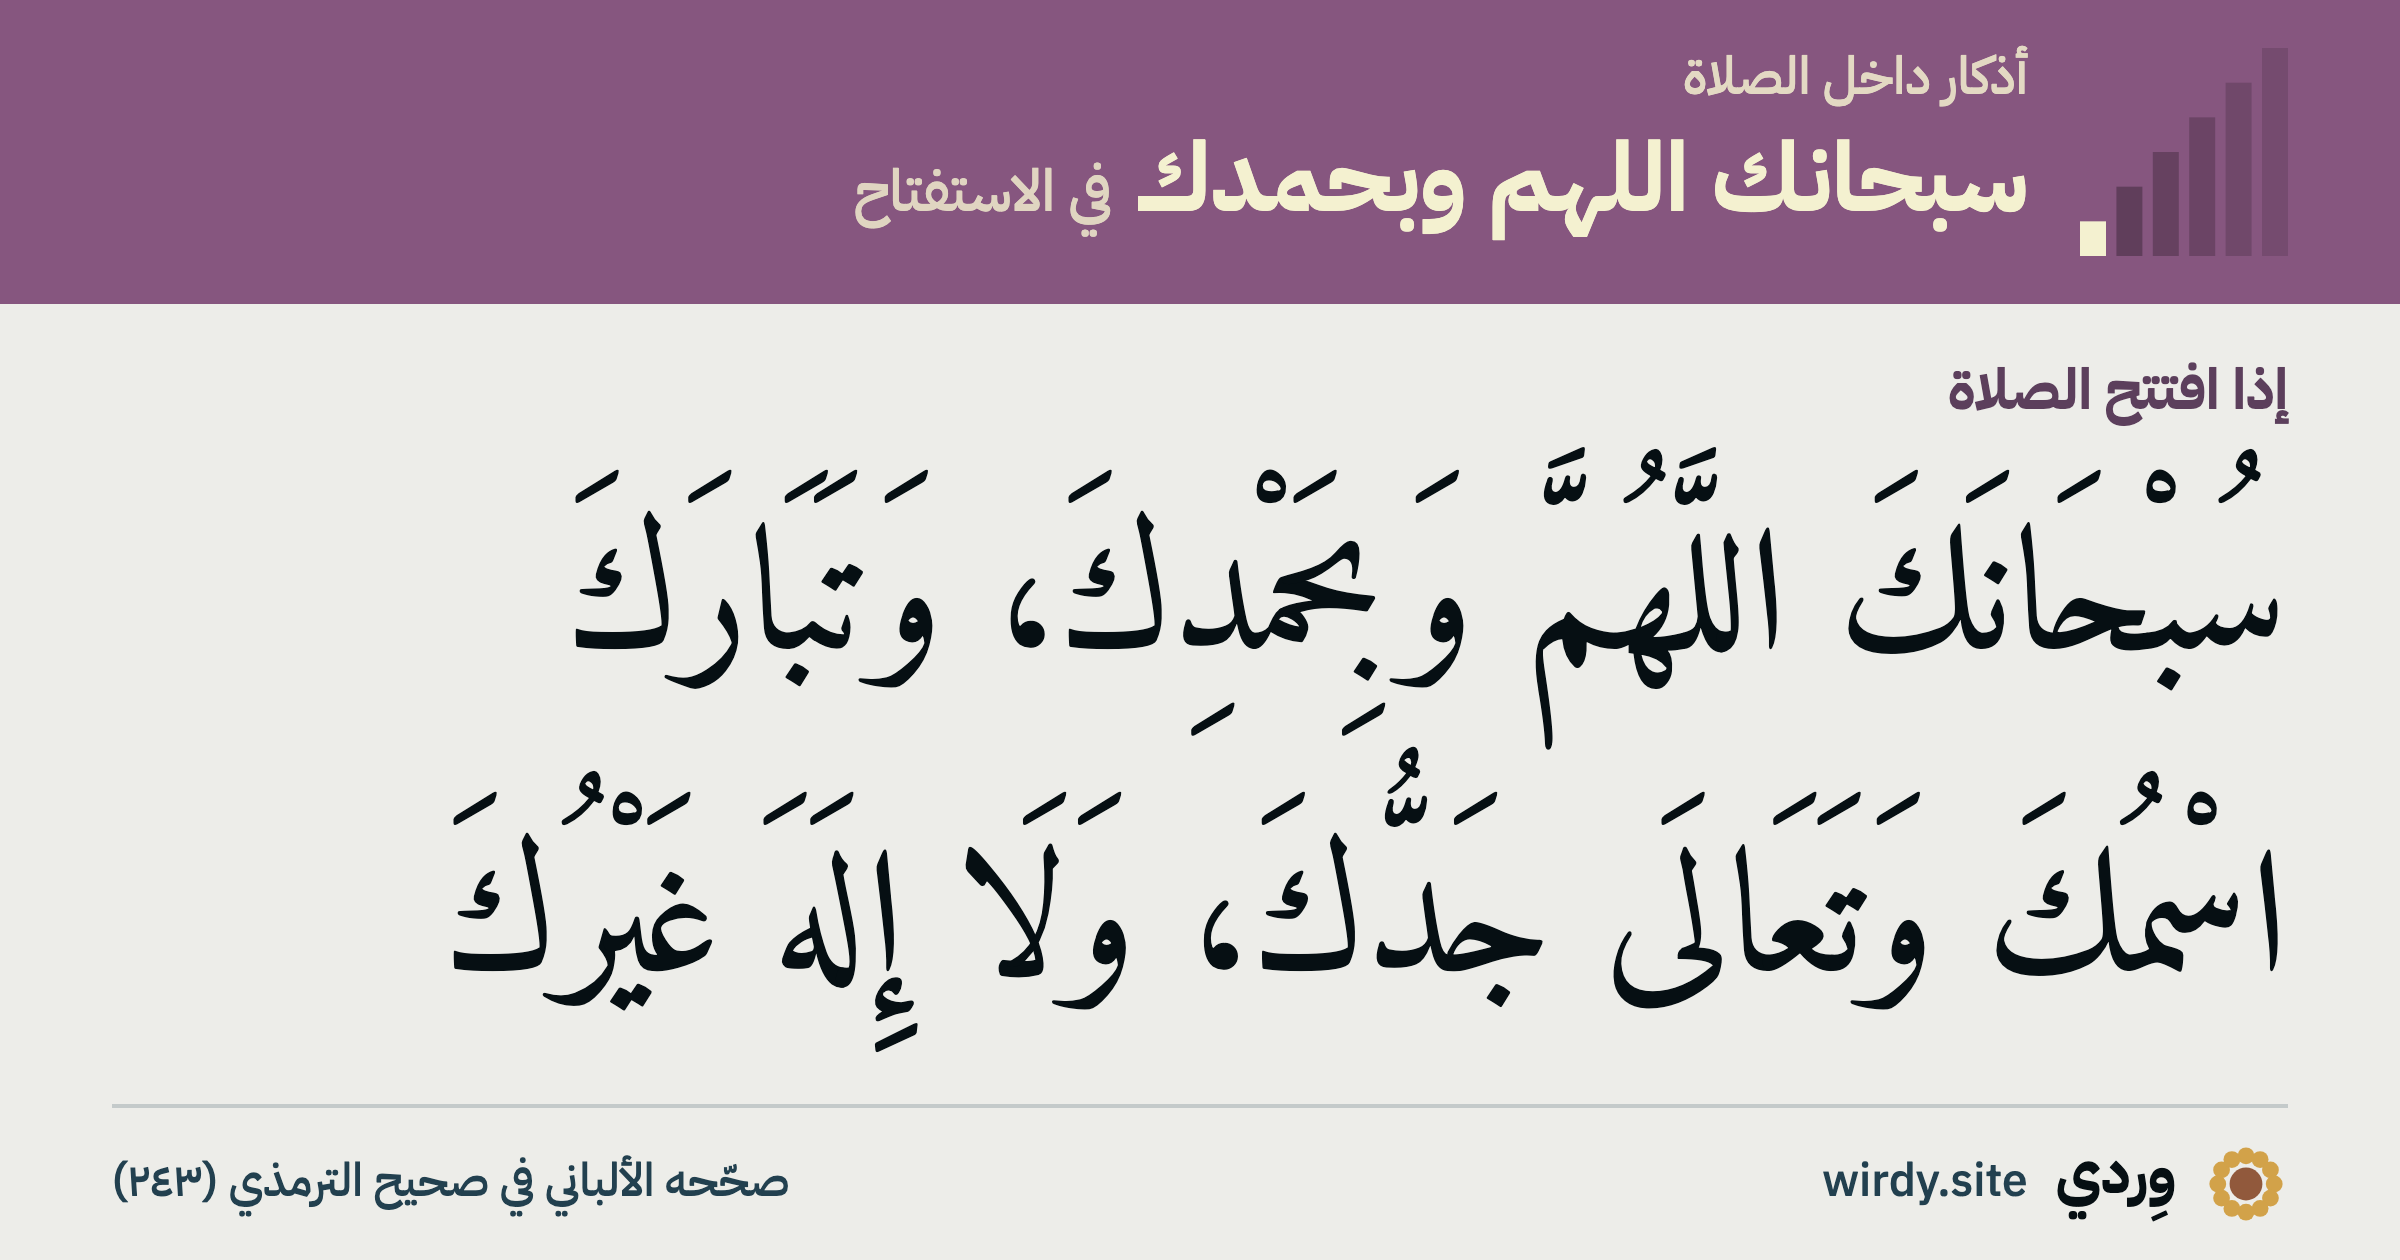 أذكار داخل الصلاة
سبحانك اللهم وبحمدك في الاستفتاح
إذا افتتح الصلاة
سُبْحَانَكَ اللَّهُمَّ وَبِحَمْدِكَ، وَتَبَارَكَ
اسْمُكَ وَتَعَالَى جَدُّكَ، وَلَا إِلَهَ غَيْرُكَ
وِردي wirdy.site
صحّحه الألباني في صحيح الترمذي (٢٤٣)